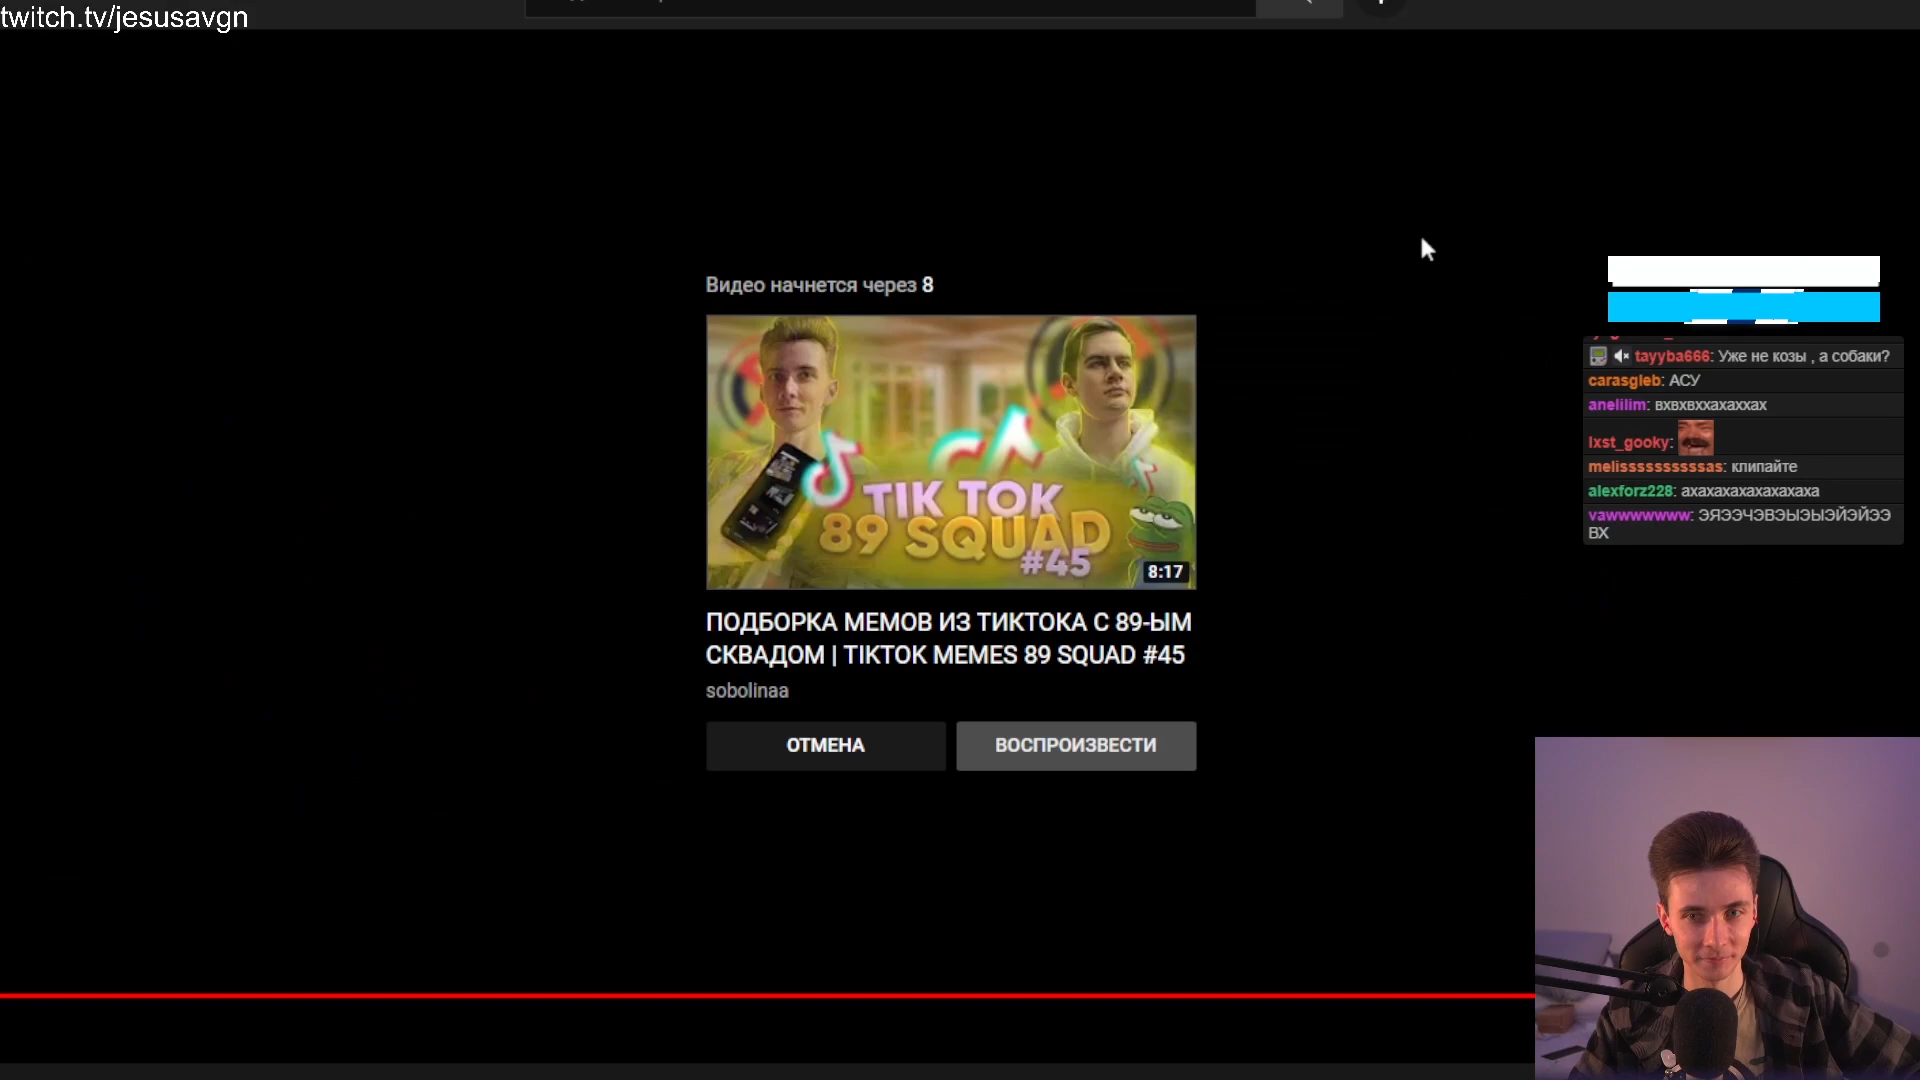 twitch.tv/jesusavgn
Видео начнется через 8
TIK TOK
89 SQUAD
#45
8:17
ПОДБОРКА МЕМОВ ИЗ ТИКТОКА С 89-ЫМ
СКВАДОМ | TIKTOK MEMES 89 SQUAD #45
sobolinaa
ОТМЕНА
ВОСПРОИЗВЕСТИ
tayyba666: Уже не козы , а собаки?
carasgleb: АСУ
anelilim: вхвхвххахаххах
lxst_gooky:
melisssssssssas: клипайте
alexforz228: ахахахахахахахаха
vawwwwwww: ЭЯЭЭЧЭВЭЫЭЫЭЙЭЙЭЭ
ВХ